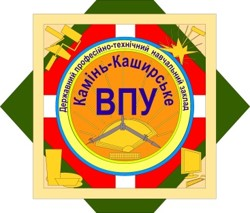 Державний професійно-технічний навчальний заклад
Камінь-Каширське
ВПУ